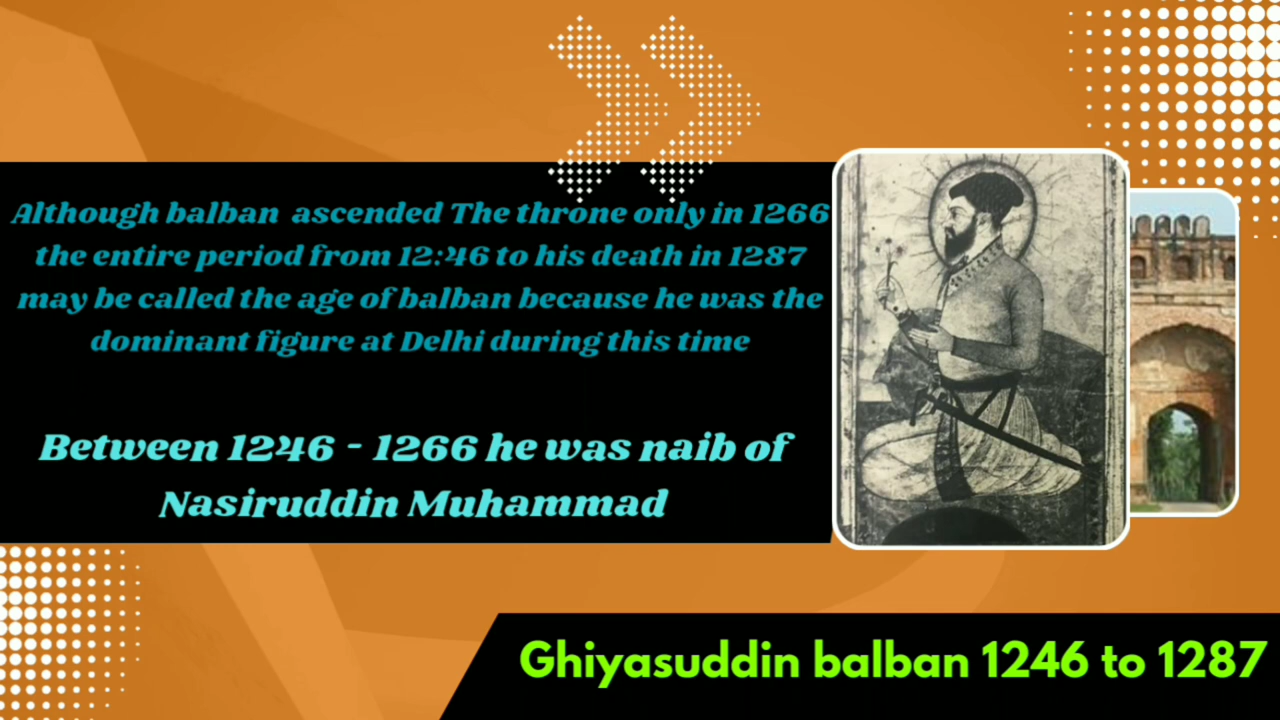 Although balban ascended The throne only in 1266
the entire period from 12:46 to his death in 1287
may be called the age of balban because he was the
dominant figure at Delhi during this time
Between 1246 - 1266 he was naib of
Nasiruddin Muhammad
Ghiyasuddin balban 1246 to 1287